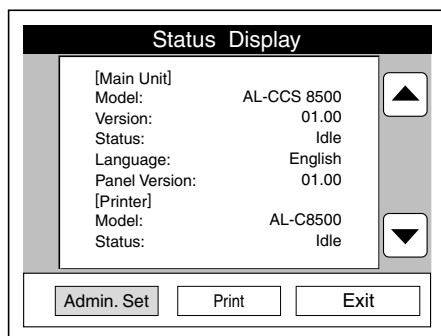 Status Display
[Main Unit]
Model: AL-CCS 8500
Version: 01.00
Status: Idle
Language: English
Panel Version: 01.00
[Printer]
Model: AL-C8500
Status: Idle
Admin. Set Print Exit